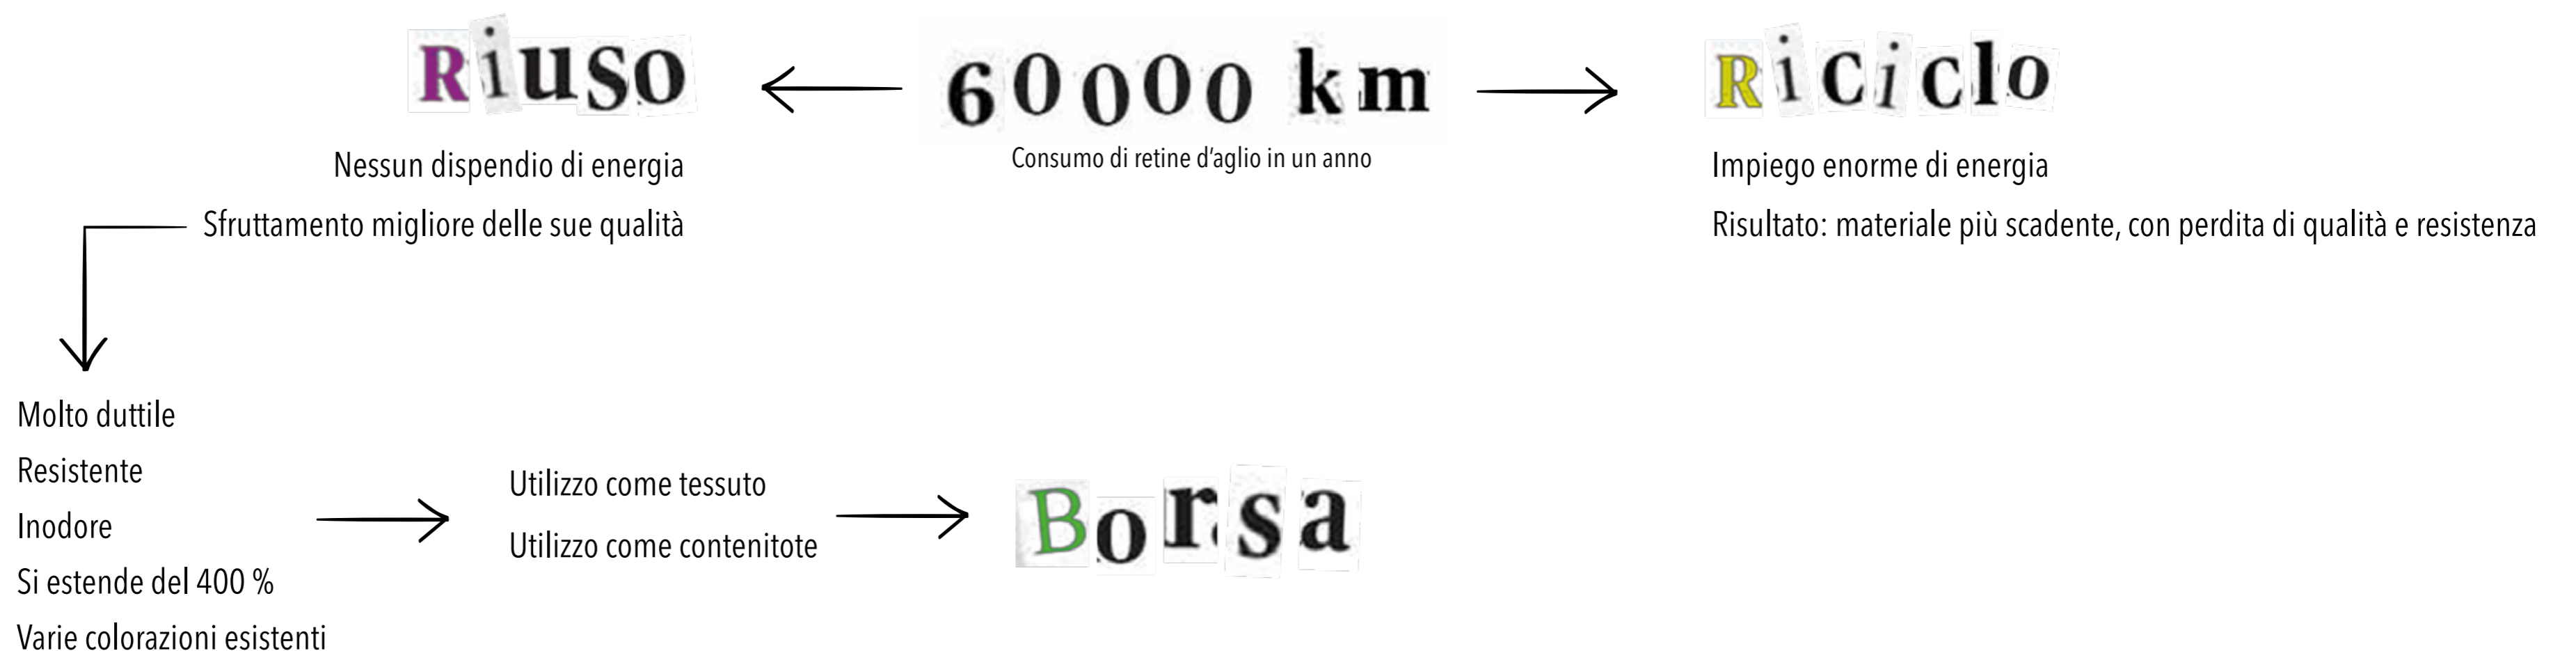 Riuso
60000 km
Riciclo
Nessun dispendio di energia
Sfruttamento migliore delle sue qualità
Consumo di retine d'aglio in un anno
Impiego enorme di energia
Risultato: materiale più scadente, con perdita di qualità e resistenza
Molto duttile
Resistente
Inodore
Si estende del 400 %
Varie colorazioni esistenti
Utilizzo come tessuto
Utilizzo come contenitote
Borsa